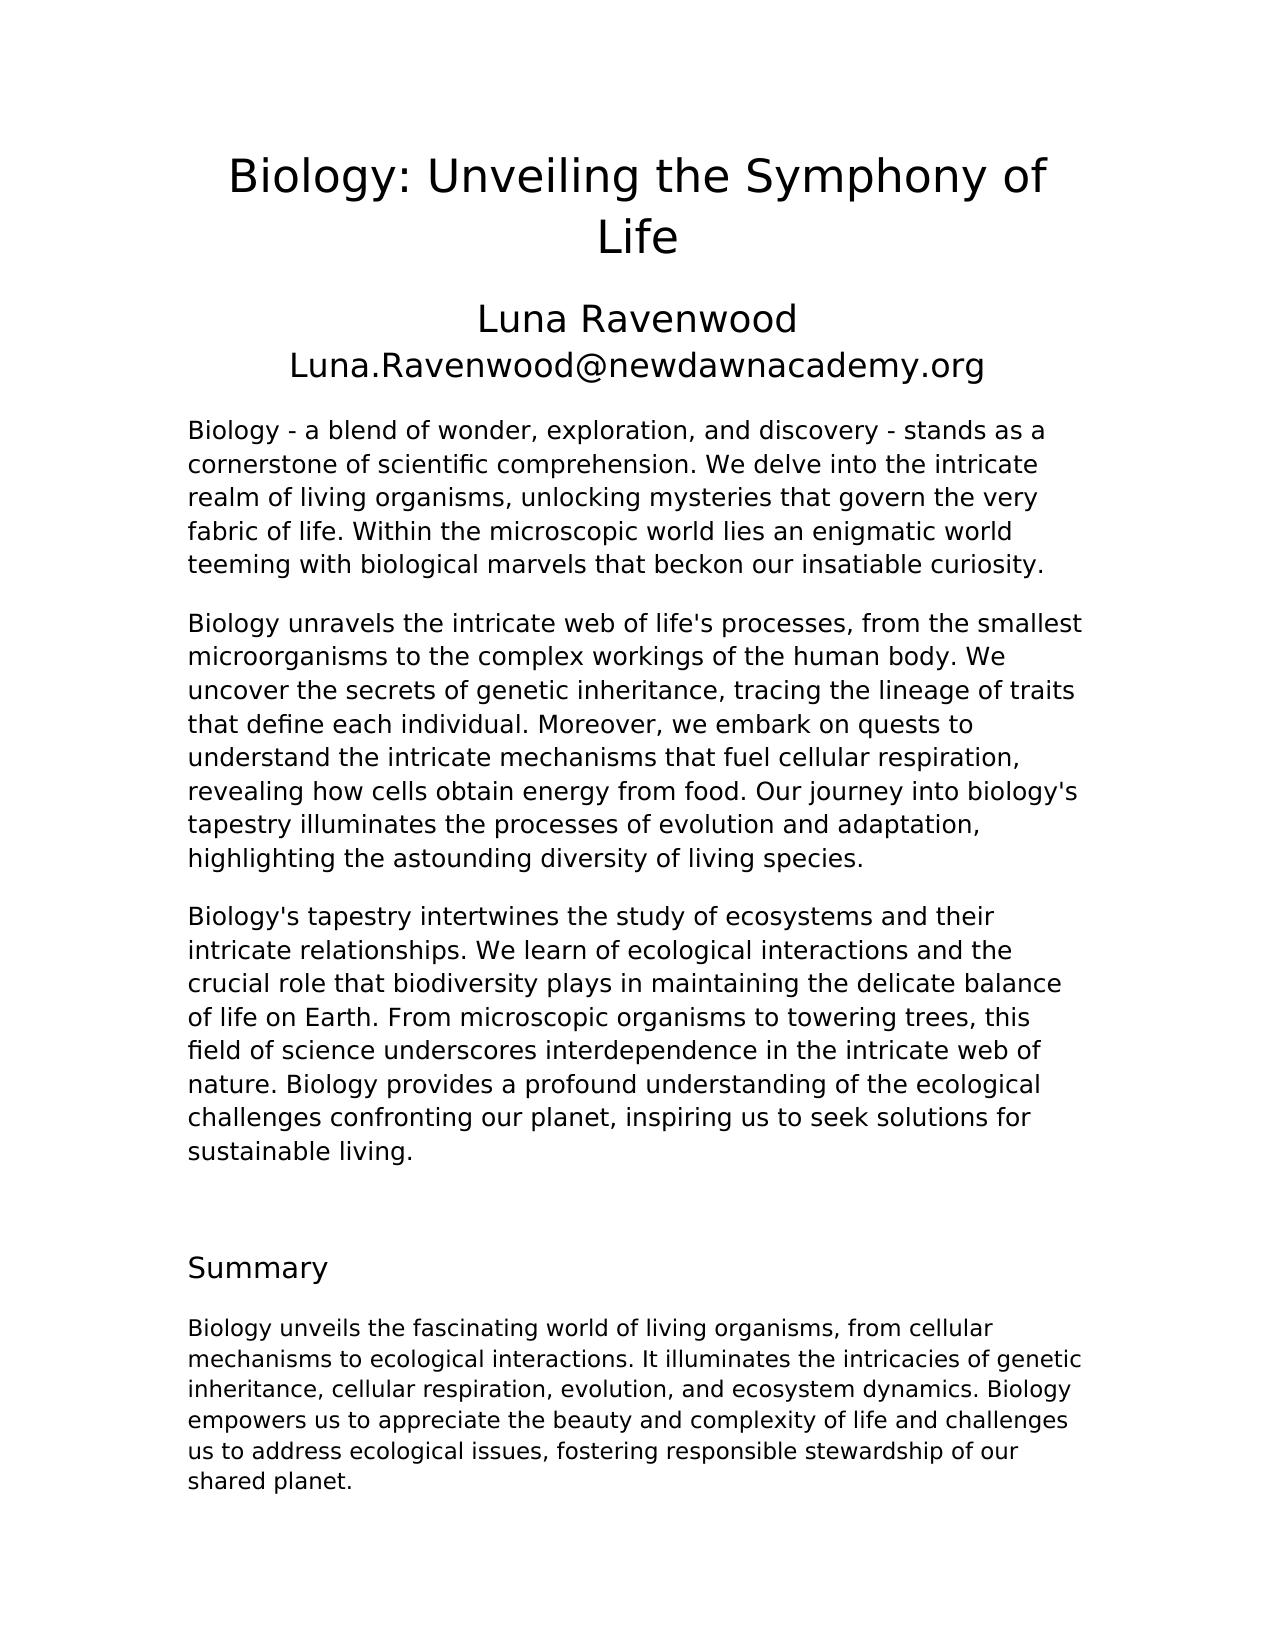 Biology: Unveiling the Symphony of
Life
Luna Ravenwood
Luna.Ravenwood@newdawnacademy.org
Biology - a blend of wonder, exploration, and discovery - stands as a
cornerstone of scientific comprehension. We delve into the intricate
realm of living organisms, unlocking mysteries that govern the very
fabric of life. Within the microscopic world lies an enigmatic world
teeming with biological marvels that beckon our insatiable curiosity.
Biology unravels the intricate web of life's processes, from the smallest
microorganisms to the complex workings of the human body. We
uncover the secrets of genetic inheritance, tracing the lineage of traits
that define each individual. Moreover, we embark on quests to
understand the intricate mechanisms that fuel cellular respiration,
revealing how cells obtain energy from food. Our journey into biology's
tapestry illuminates the processes of evolution and adaptation,
highlighting the astounding diversity of living species.
Biology's tapestry intertwines the study of ecosystems and their
intricate relationships. We learn of ecological interactions and the
crucial role that biodiversity plays in maintaining the delicate balance
of life on Earth. From microscopic organisms to towering trees, this
field of science underscores interdependence in the intricate web of
nature. Biology provides a profound understanding of the ecological
challenges confronting our planet, inspiring us to seek solutions for
sustainable living.
Summary
Biology unveils the fascinating world of living organisms, from cellular
mechanisms to ecological interactions. It illuminates the intricacies of genetic
inheritance, cellular respiration, evolution, and ecosystem dynamics. Biology
empowers us to appreciate the beauty and complexity of life and challenges
us to address ecological issues, fostering responsible stewardship of our
shared planet.